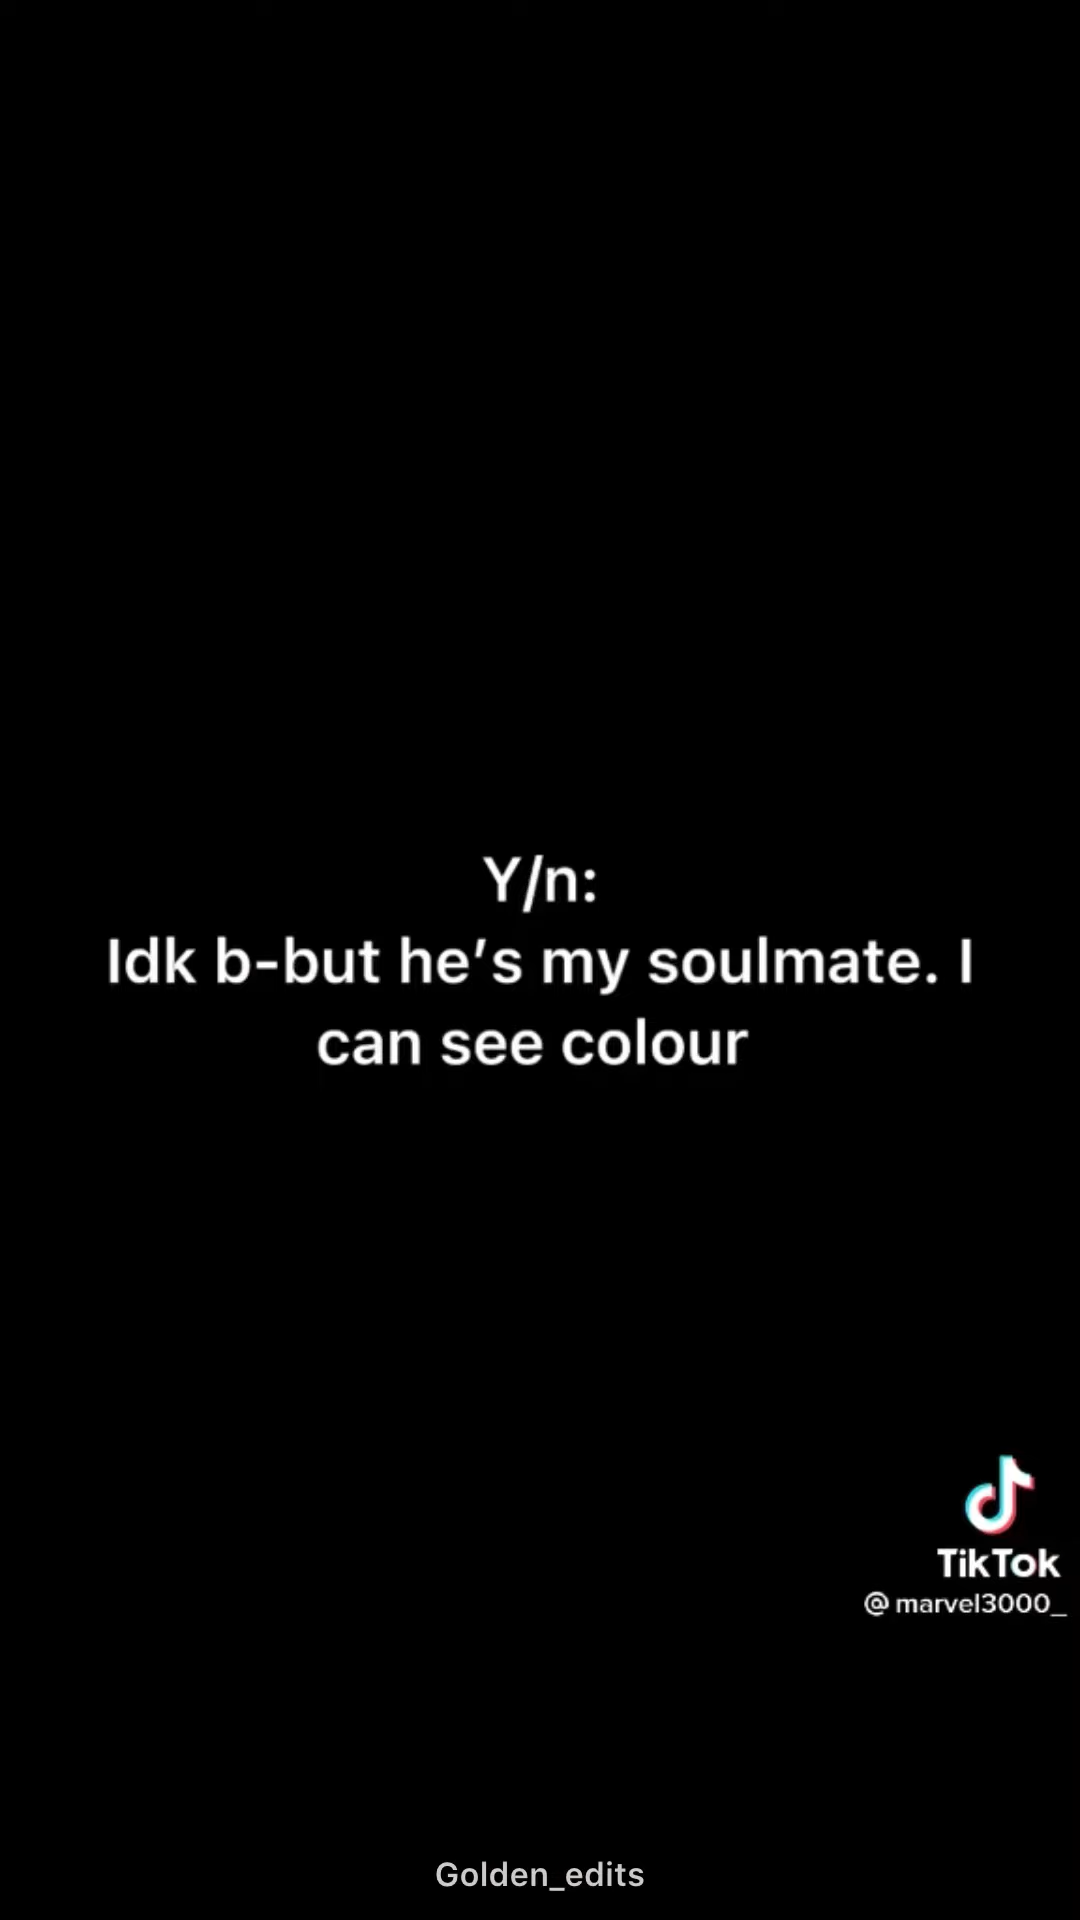 Y/n:
Idk b-but he’s my soulmate. I
can see colour
TikTok
@marvel3000_
Golden_edits